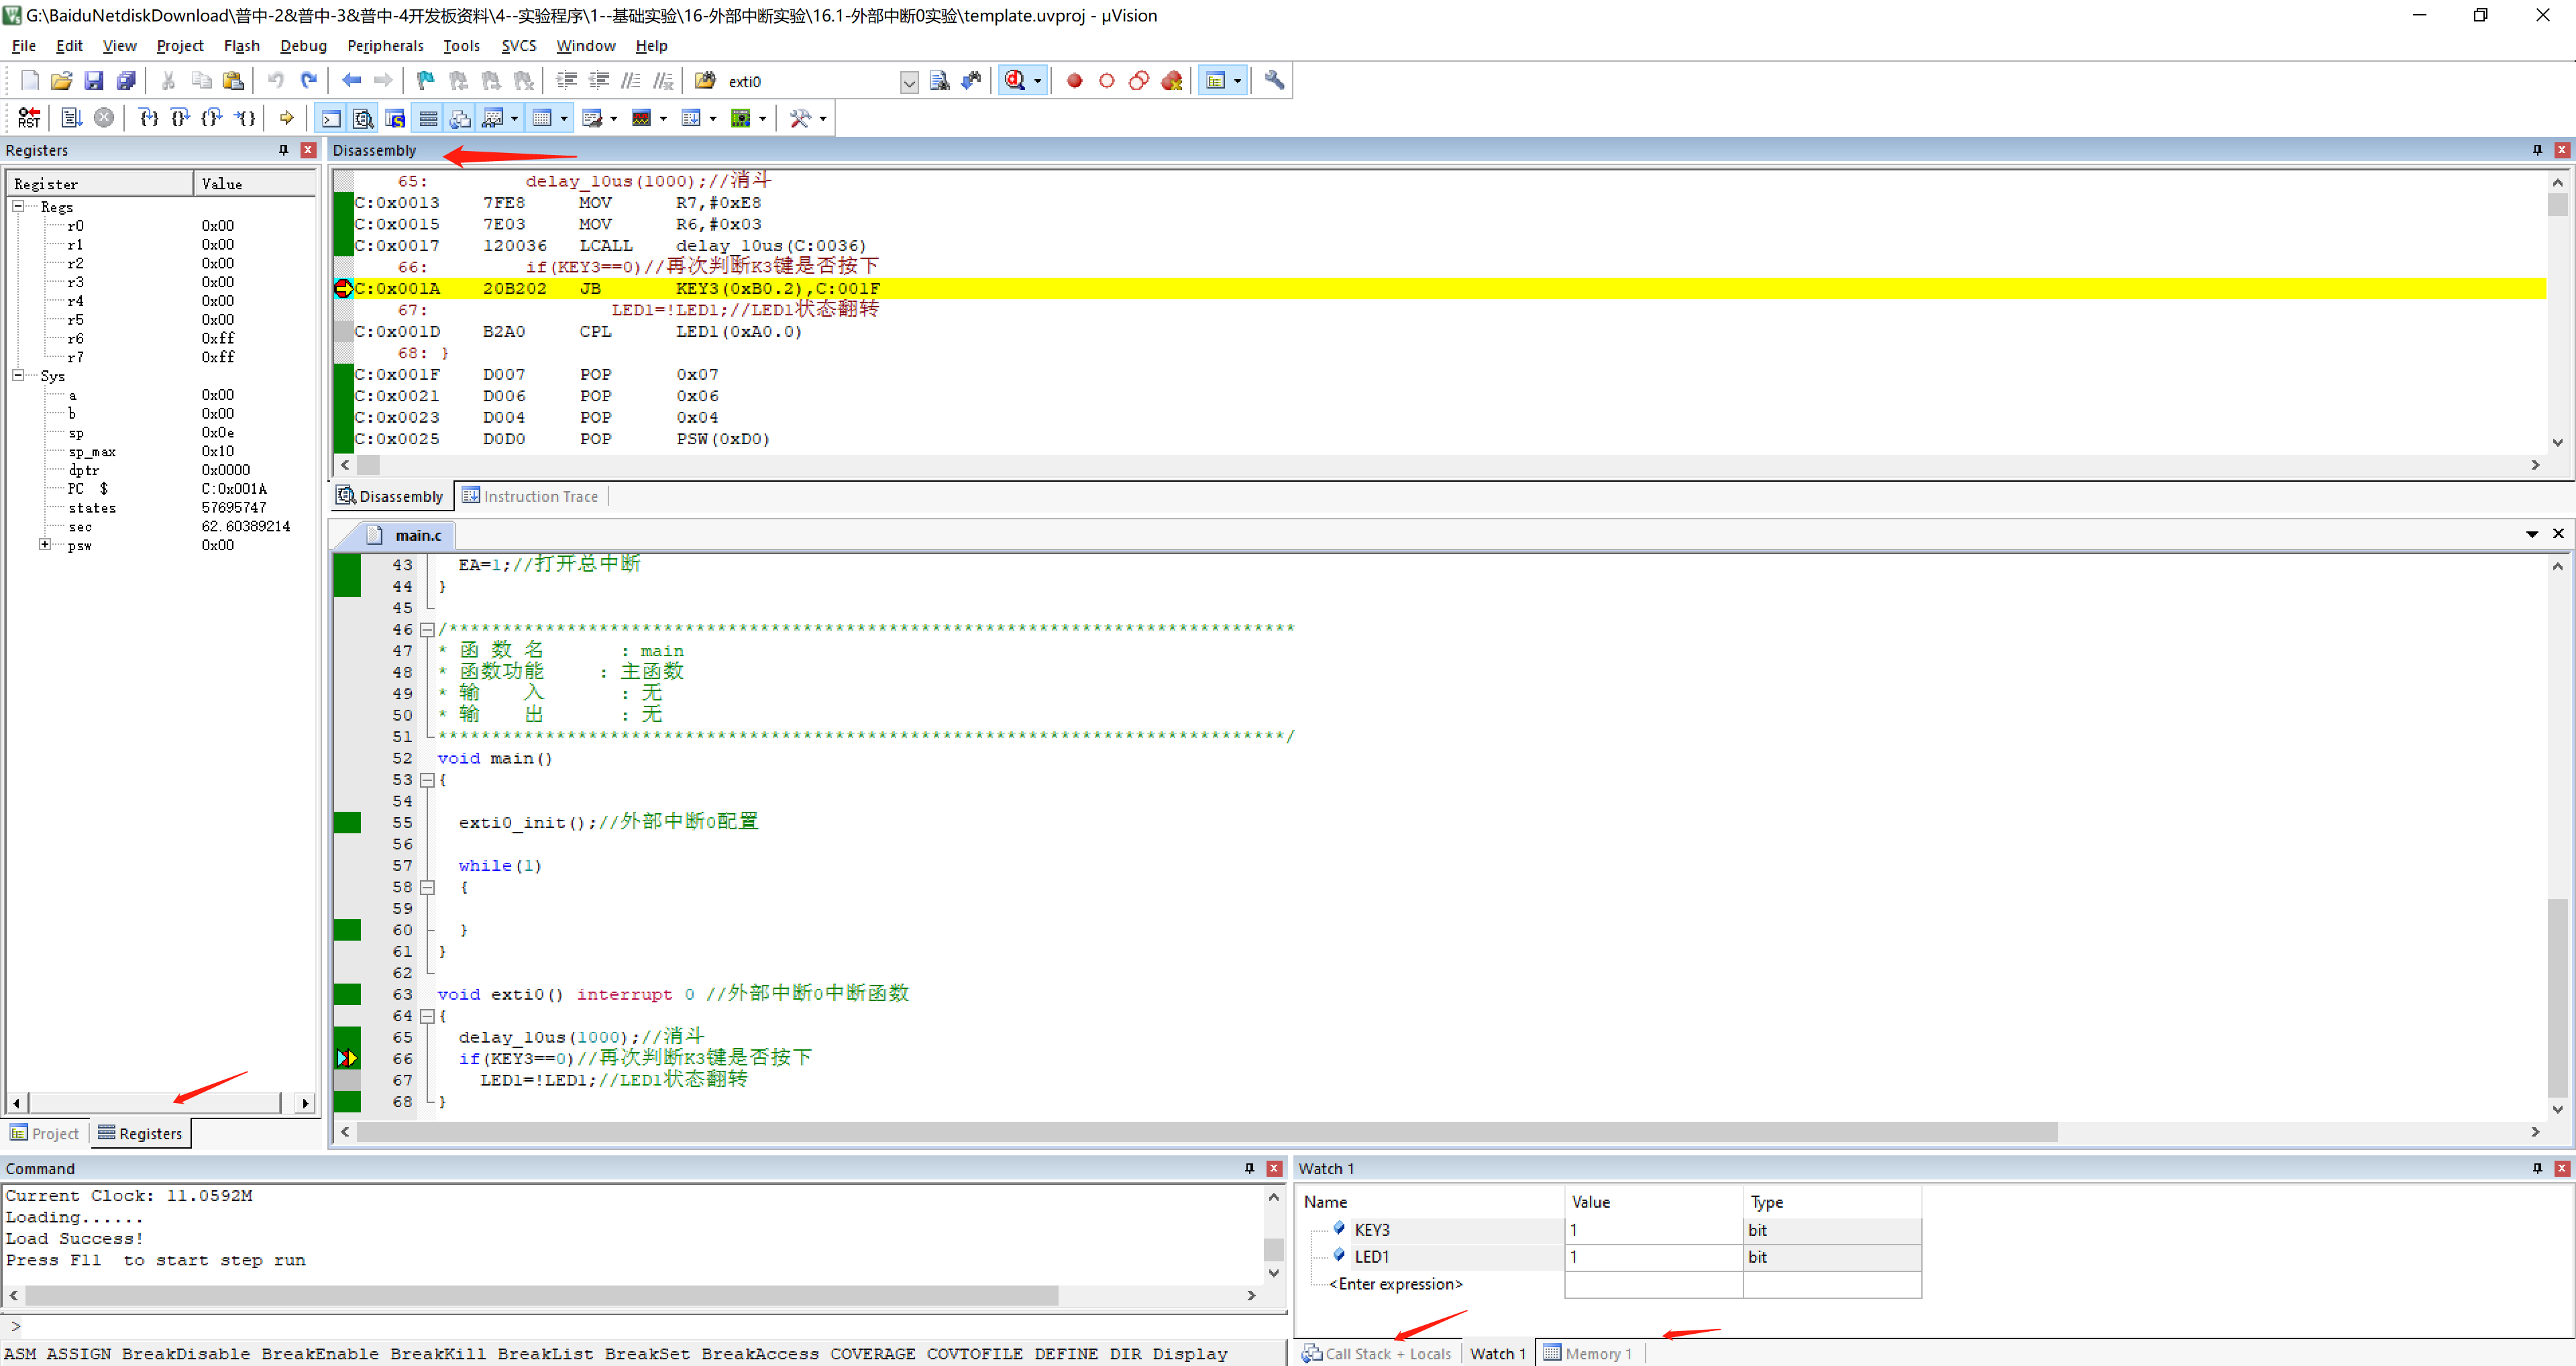 G:\BaiduNetdiskDownload\普中-2&普中-3&普中-4开发板资料\4--实验程序\1--基础实验\16-外部中断实验\16.1-外部中断0实验\template.uvproj - µVision
File Edit View Project Flash Debug Peripherals Tools SVCS Window Help
exti0
RST
Registers
Register Value
Regs
r0 0x00
r1 0x00
r2 0x00
r3 0x00
r4 0x00
r5 0x00
r6 0xff
r7 0xff
Sys
a 0x00
b 0x00
sp 0x0e
sp_max 0x10
dptr 0x0000
PC $ C:0x001A
states 57695747
sec 62.60389214
psw 0x00
Project Registers
Disassembly
65: delay_10us(1000);//消斗
C:0x0013 7FE8 MOV R7,#0xE8
C:0x0015 7E03 MOV R6,#0x03
C:0x0017 120036 LCALL delay_10us(C:0036)
66: if(KEY3==0)//再次判断K3键是否按下
C:0x001A 20B202 JB KEY3(0xB0.2),C:001F
67: LED1=!LED1;//LED1状态翻转
C:0x001D B2A0 CPL LED1(0xA0.0)
68: }
C:0x001F D007 POP 0x07
C:0x0021 D006 POP 0x06
C:0x0023 D004 POP 0x04
C:0x0025 D0D0 POP PSW(0xD0)
Disassembly Instruction Trace
main.c
43 EA=1;//打开总中断
44 }
45
46 /********************************************************************************
47 * 函 数 名 : main
48 * 函数功能 : 主函数
49 * 输 入 : 无
50 * 输 出 : 无
51 ********************************************************************************/
52 void main()
53 {
54
55 exti0_init();//外部中断0配置
56
57 while(1)
58 {
59
60 }
61 }
62
63 void exti0() interrupt 0 //外部中断0中断函数
64 {
65 delay_10us(1000);//消斗
66 if(KEY3==0)//再次判断K3键是否按下
67 LED1=!LED1;//LED1状态翻转
68 }
Command
Current Clock: 11.0592M
Loading......
Load Success!
Press F11 to start step run
>
ASM ASSIGN BreakDisable BreakEnable BreakKill BreakList BreakSet BreakAccess COVERAGE COVTOFILE DEFINE DIR Display
Watch 1
Name Value Type
KEY3 1 bit
LED1 1 bit
<Enter expression>
Call Stack + Locals Watch 1 Memory 1